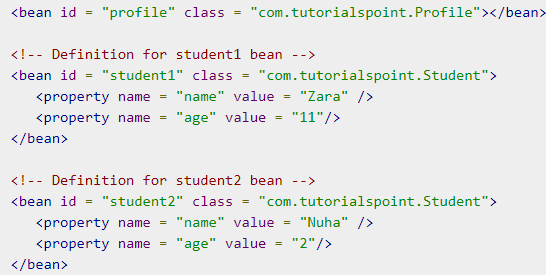 <bean id = "profile" class = "com.tutorialspoint.Profile"></bean>

<!-- Definition for student1 bean -->
<bean id = "student1" class = "com.tutorialspoint.Student">
   <property name = "name" value = "Zara" />
   <property name = "age" value = "11"/>
</bean>

<!-- Definition for student2 bean -->
<bean id = "student2" class = "com.tutorialspoint.Student">
   <property name = "name" value = "Nuha" />
   <property name = "age" value = "2"/>
</bean>